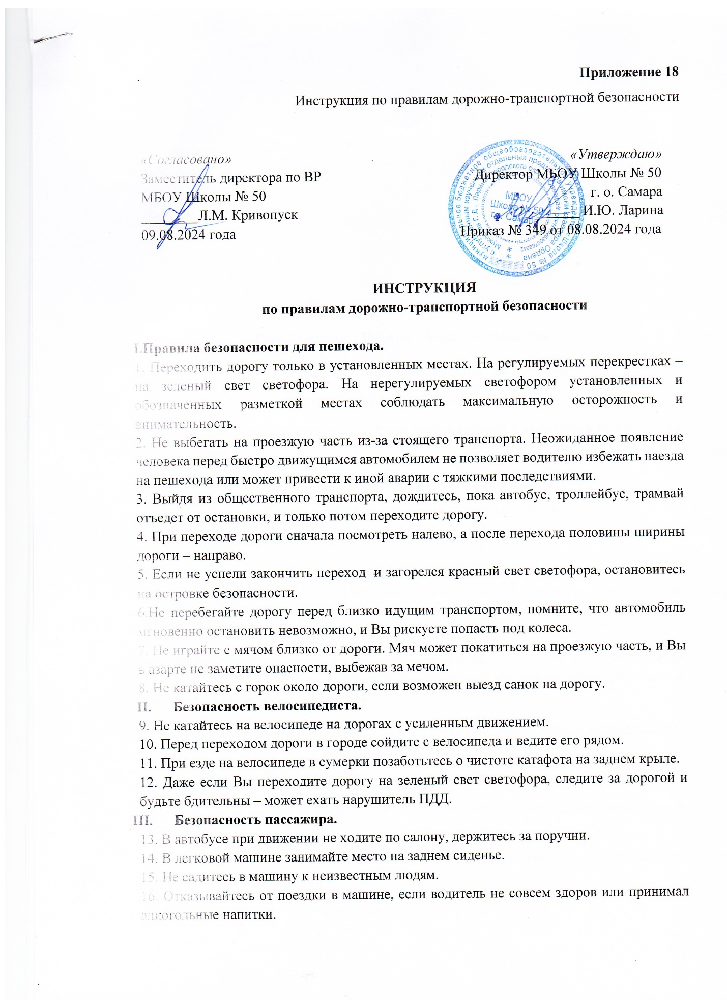 Приложение 18
Инструкция по правилам дорожно-транспортной безопасности
«Согласовано»
Заместитель директора по ВР
МБОУ Школы № 50
________Л.М. Кривопуск
09.08.2024 года
«Утверждаю»
Директор МБОУ Школы № 50
г. о. Самара
И.Ю. Ларина
Приказ № 349 от 08.08.2024 года
МБОУ
Школа № 50
г.о. Самара
ИНСТРУКЦИЯ
по правилам дорожно-транспортной безопасности
I.Правила безопасности для пешехода.
1. Переходить дорогу только в установленных местах. На регулируемых перекрестках –
на зеленый свет светофора. На нерегулируемых светофором установленных и
обозначенных разметкой местах соблюдать максимальную осторожность и
внимательность.
2. Не выбегать на проезжую часть из-за стоящего транспорта. Неожиданное появление
человека перед быстро движущимся автомобилем не позволяет водителю избежать наезда
на пешехода или может привести к иной аварии с тяжкими последствиями.
3. Выйдя из общественного транспорта, дождитесь, пока автобус, троллейбус, трамвай
отъедет от остановки, и только потом переходите дорогу.
4. При переходе дороги сначала посмотреть налево, а после перехода половины ширины
дороги – направо.
5. Если не успели закончить переход и загорелся красный свет светофора, остановитесь
на островке безопасности.
6.Не перебегайте дорогу перед близко идущим транспортом, помните, что автомобиль
мгновенно остановить невозможно, и Вы рискуете попасть под колеса.
7. Не играйте с мячом близко от дороги. Мяч может покатиться на проезжую часть, и Вы
в азарте не заметите опасности, выбежав за мечом.
8. Не катайтесь с горок около дороги, если возможен выезд санок на дорогу.
II. Безопасность велосипедиста.
9. Не катайтесь на велосипеде на дорогах с усиленным движением.
10. Перед переходом дороги в городе сойдите с велосипеда и ведите его рядом.
11. При езде на велосипеде в сумерки позаботьтесь о чистоте катафота на заднем крыле.
12. Даже если Вы переходите дорогу на зеленый свет светофора, следите за дорогой и
будьте бдительны – может ехать нарушитель ПДД.
III. Безопасность пассажира.
13. В автобусе при движении не ходите по салону, держитесь за поручни.
14. В легковой машине занимайте место на заднем сиденье.
15. Не садитесь в машину к неизвестным людям.
16. Отказывайтесь от поездки в машине, если водитель не совсем здоров или принимал
алкогольные напитки.